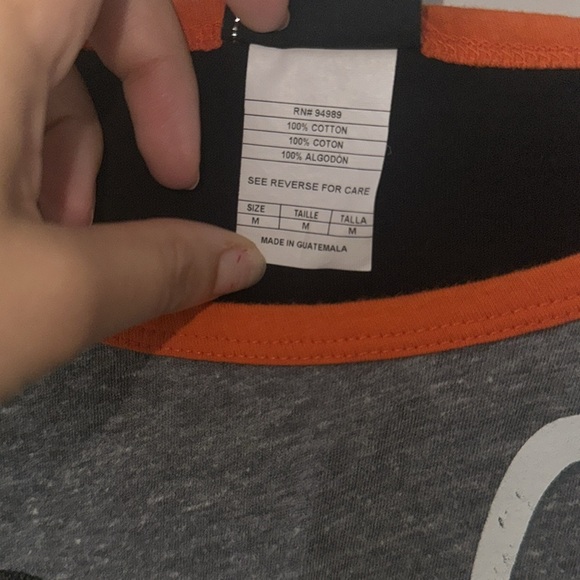 RN# 94989
100% COTTON
100% COTON
100% ALGODÓN
SEE REVERSE FOR CARE
SIZE TAILLE TALLA
M M M
MADE IN GUATEMALA